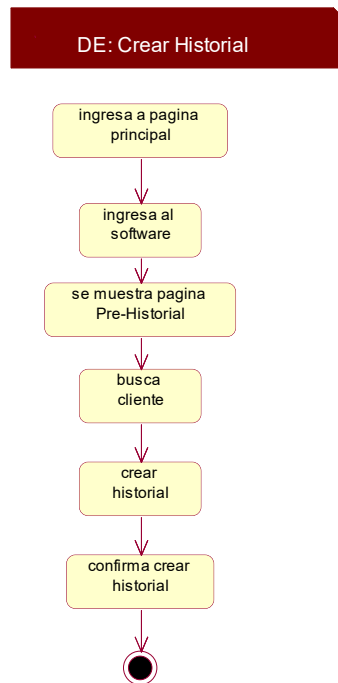 DE: Crear Historial
ingresa a pagina
principal
ingresa al
software
se muestra pagina
Pre-Historial
busca
cliente
crear
historial
confirma crear
historial